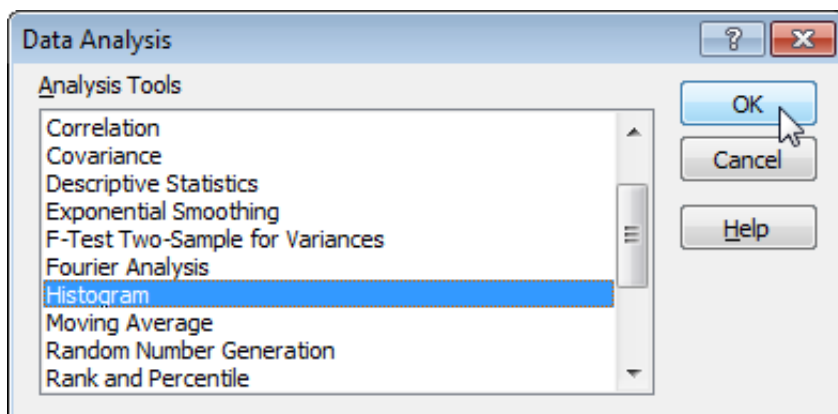 Data Analysis
?
Analysis Tools
Correlation
Covariance
Descriptive Statistics
Exponential Smoothing
F-Test Two-Sample for Variances
Fourier Analysis
Histogram
Moving Average
Random Number Generation
Rank and Percentile
OK
Cancel
Help